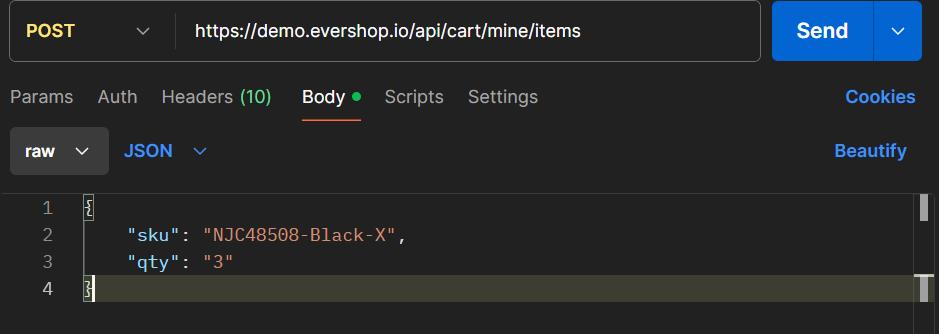 POST https://demo.evershop.io/api/cart/mine/items Send
Params Auth Headers (10) Body Scripts Settings Cookies
raw JSON Beautify
1 {
2 "sku": "NJC48508-Black-X",
3 "qty": "3"
4 }